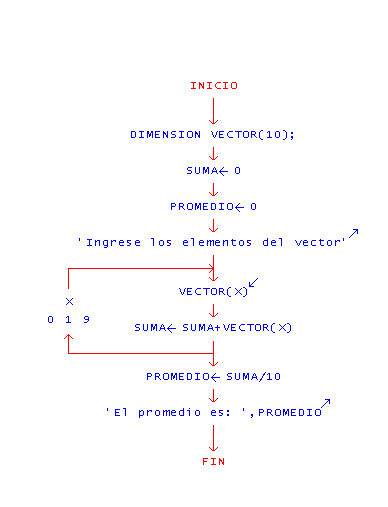 INICIO
DIMENSION VECTOR(10);
SUMA← 0
PROMEDIO← 0
'Ingrese los elementos del vector'
VECTOR(X)
X
0 1 9
SUMA← SUMA+VECTOR(X)
PROMEDIO← SUMA/10
'El promedio es: ',PROMEDIO
FIN